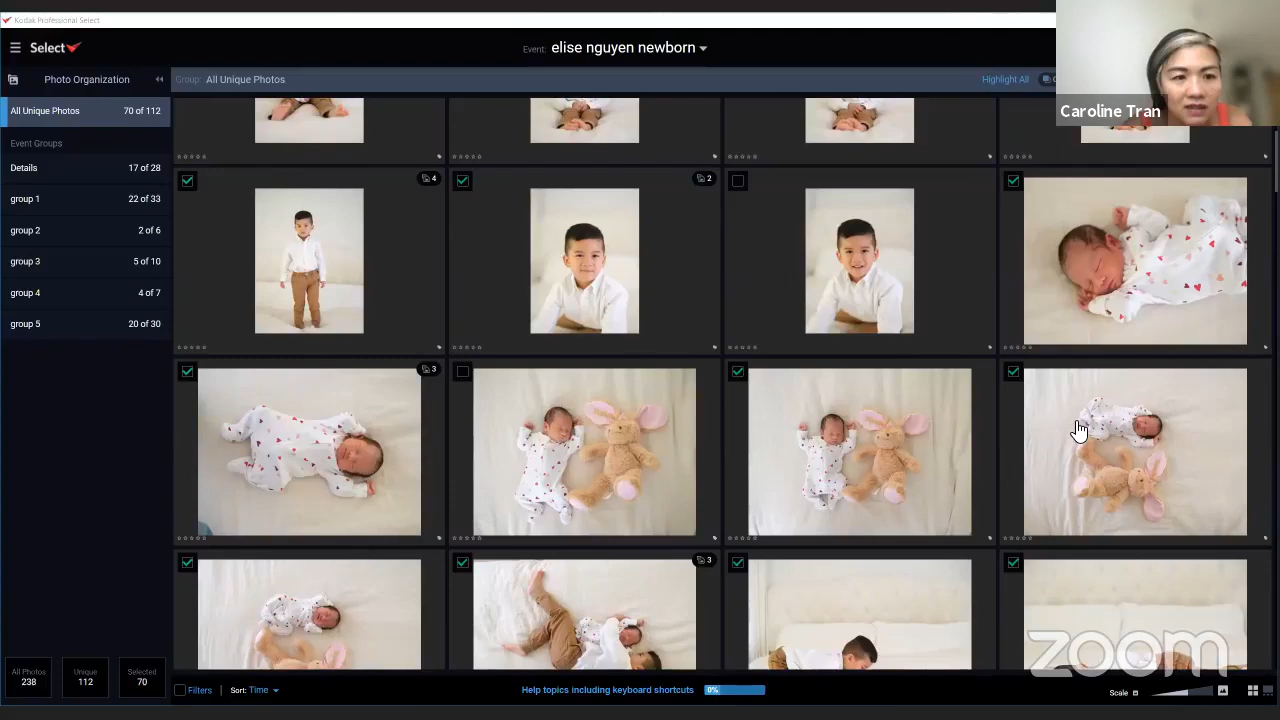 Kodak Professional Select
Select
Event: elise nguyen newborn
Photo Organization
Group: All Unique Photos
Highlight All
Caroline Tran
All Unique Photos 70 of 112
Event Groups
Details 17 of 28
group 1 22 of 33
group 2 2 of 6
group 3 5 of 10
group 4 4 of 7
group 5 20 of 30
4
2
3
3
All Photos
238
Unique
112
Selected
70
Filters
Sort: Time
Help topics including keyboard shortcuts
0%
Scale
zoom